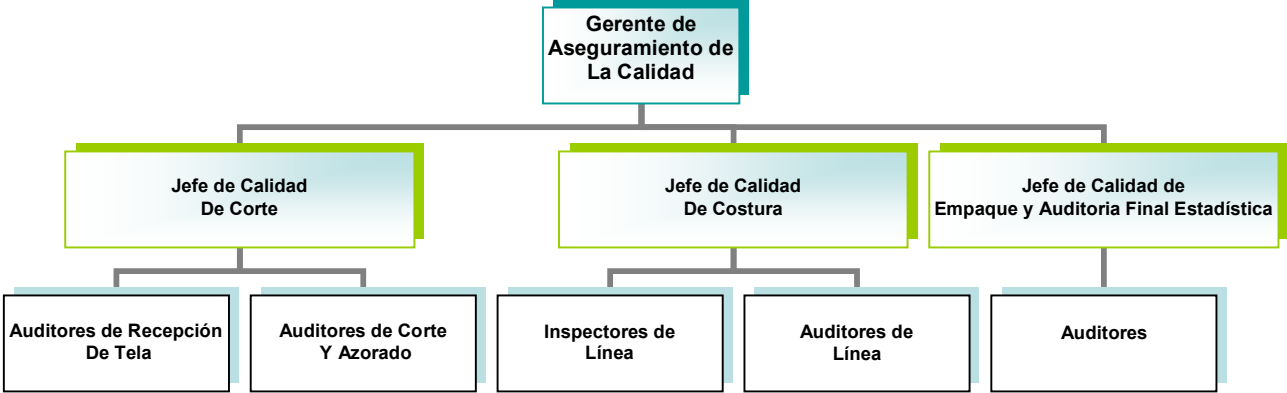 Gerente de
Aseguramiento de
La Calidad
Jefe de Calidad
De Corte
Jefe de Calidad
De Costura
Jefe de Calidad de
Empaque y Auditoria Final Estadística
Auditores de Recepción
De Tela
Auditores de Corte
Y Azorado
Inspectores de
Línea
Auditores de
Línea
Auditores